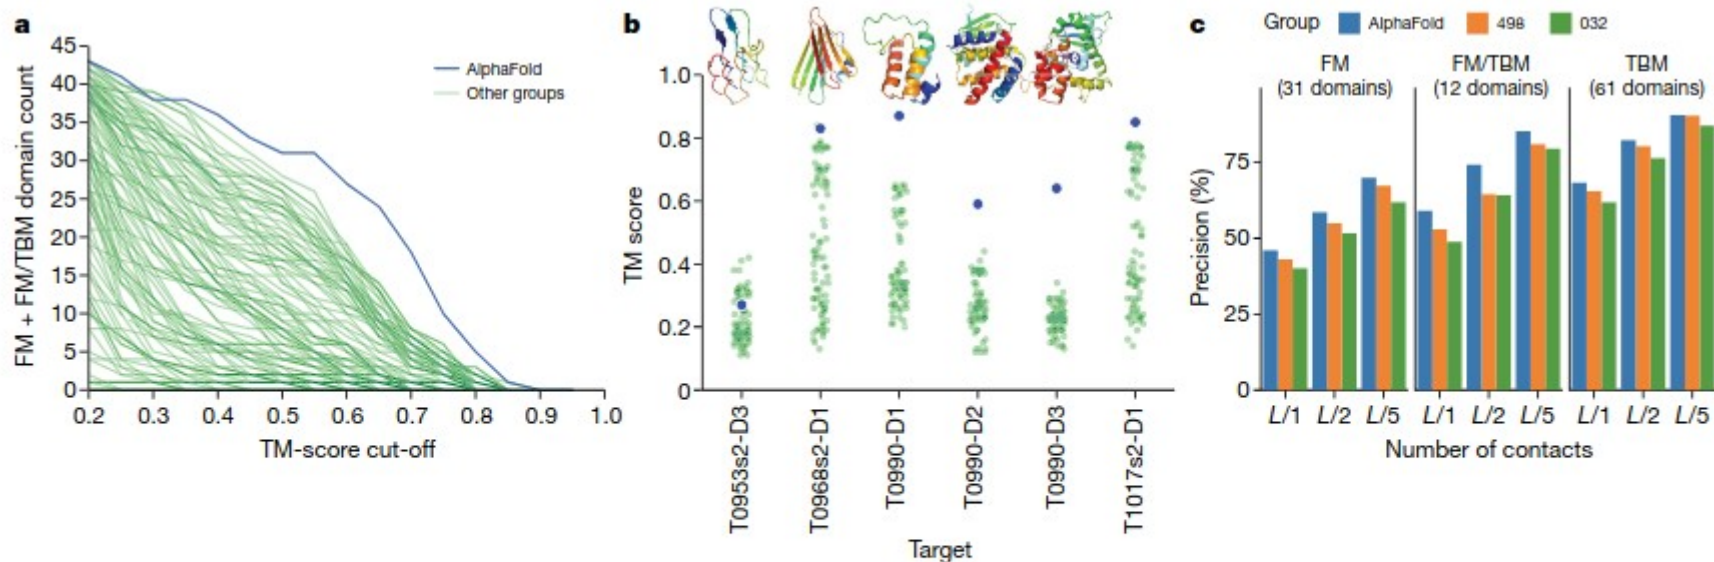 a
45
40
35
30
25
20
15
10
5
0
FM + FM/TBM domain count
AlphaFold
Other groups
0.2 0.3 0.4 0.5 0.6 0.7 0.8 0.9 1.0
TM-score cut-off
b
1.0
0.8
0.6
0.4
0.2
0
TM score
T0953s2-D3
T0968s2-D1
T0990-D1
T0990-D2
T0990-D3
T1017s2-D1
Target
c
Group AlphaFold 498 032
FM FM/TBM TBM
(31 domains) (12 domains) (61 domains)
75
50
25
0
Precision (%)
L/1 L/2 L/5 L/1 L/2 L/5 L/1 L/2 L/5
Number of contacts